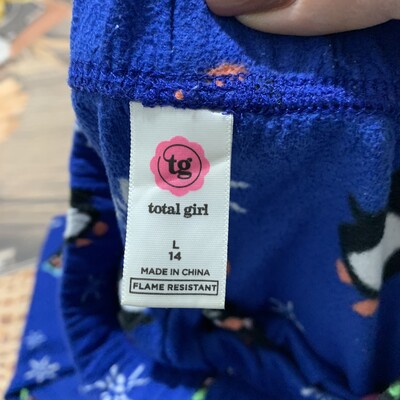 tg
total girl
L
14
MADE IN CHINA
FLAME RESISTANT